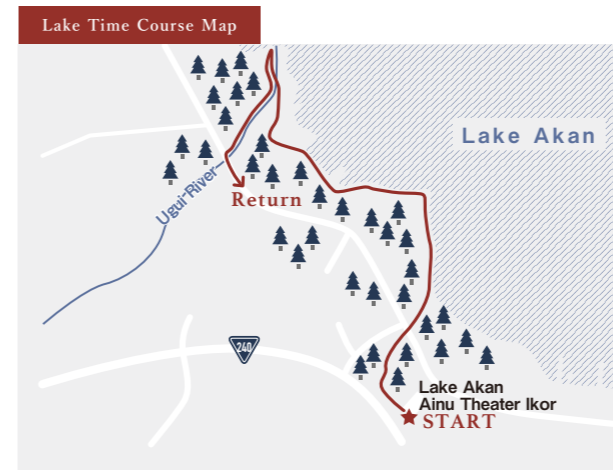 Lake Time Course Map
Lake Akan
Ugui-River
Return
240
Lake Akan
Ainu Theater Ikor
START